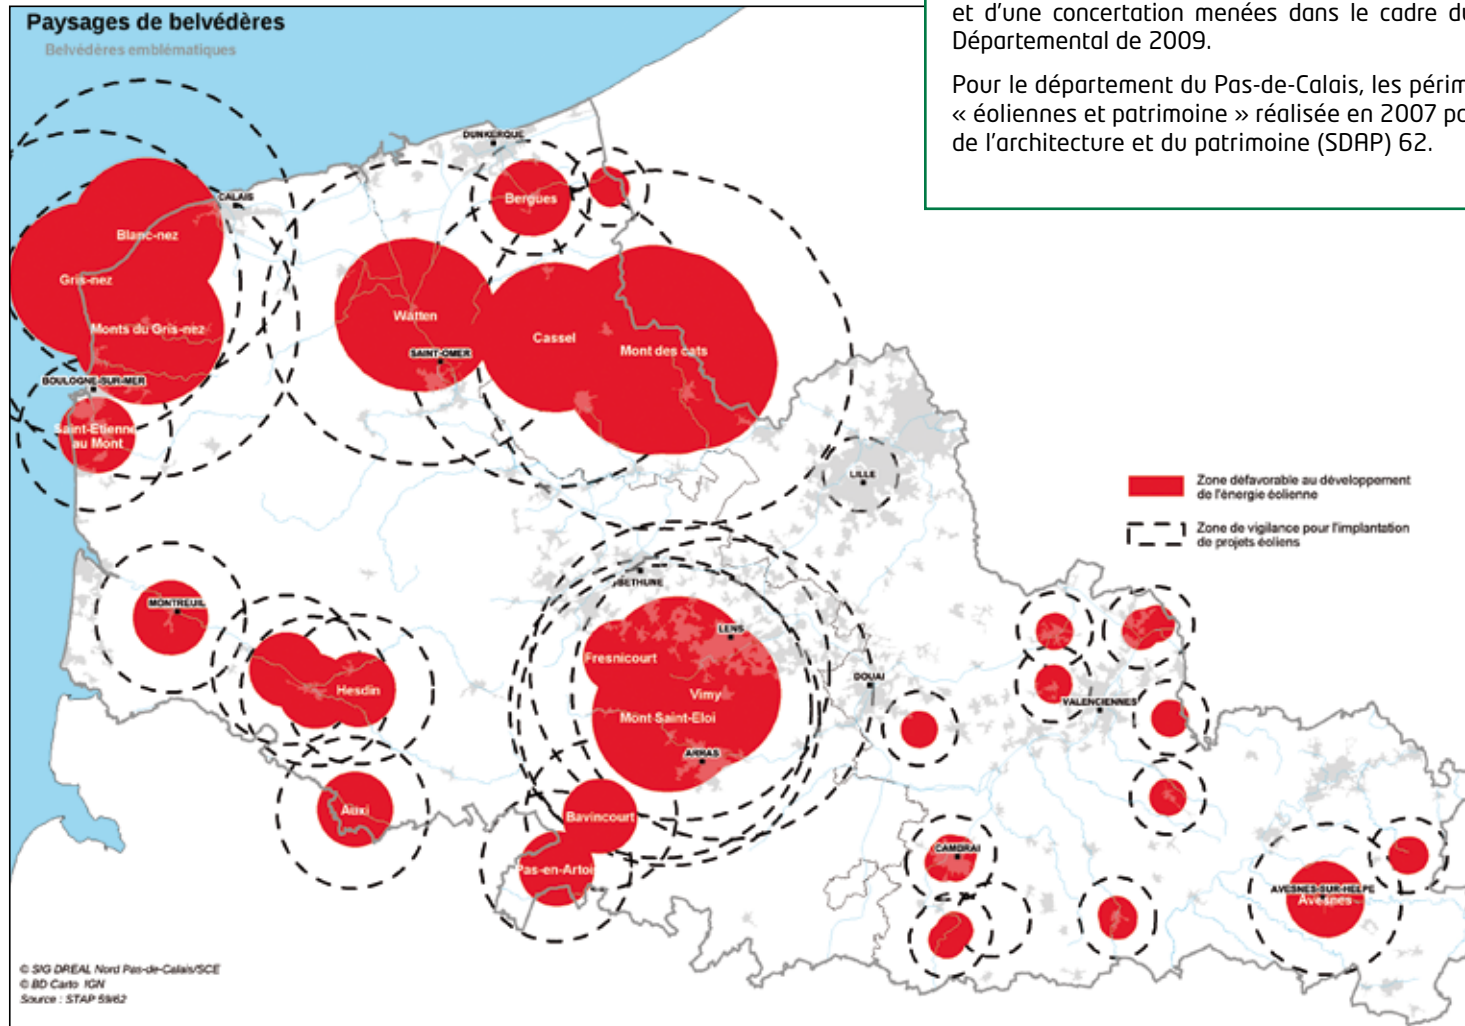 Paysages de belvédères
Belvédères emblématiques
et d'une concertation menées dans le cadre du
Départemental de 2009.
Pour le département du Pas-de-Calais, les périm
« éoliennes et patrimoine » réalisée en 2007 pa
de l'architecture et du patrimoine (SDAP) 62.
DUNKERQUE
Bergues
CALAIS
Blanc-nez
Gris-nez
Monts du Gris-nez
Watten
SAINT-OMER
Cassel
Mont des cats
BOULOGNE-SUR-MER
Saint-Etienne
au Mont
LILLE
Zone défavorable au développement
de l'énergie éolienne
Zone de vigilance pour l'implantation
de projets éoliens
BETHUNE
MONTREUIL
LENS
Fresnicourt
Hesdin
Vimy
DOUAI
Mont Saint-Eloi
VALENCIENNES
ARRAS
Auxi
Bavincourt
Pas-en-Artois
CAMBRAI
AVESNES-SUR-HELPE
Avesnes
© SIG DREAL Nord Pas-de-Calais/SCE
© BD Carto IGN
Source : STAP 59/62